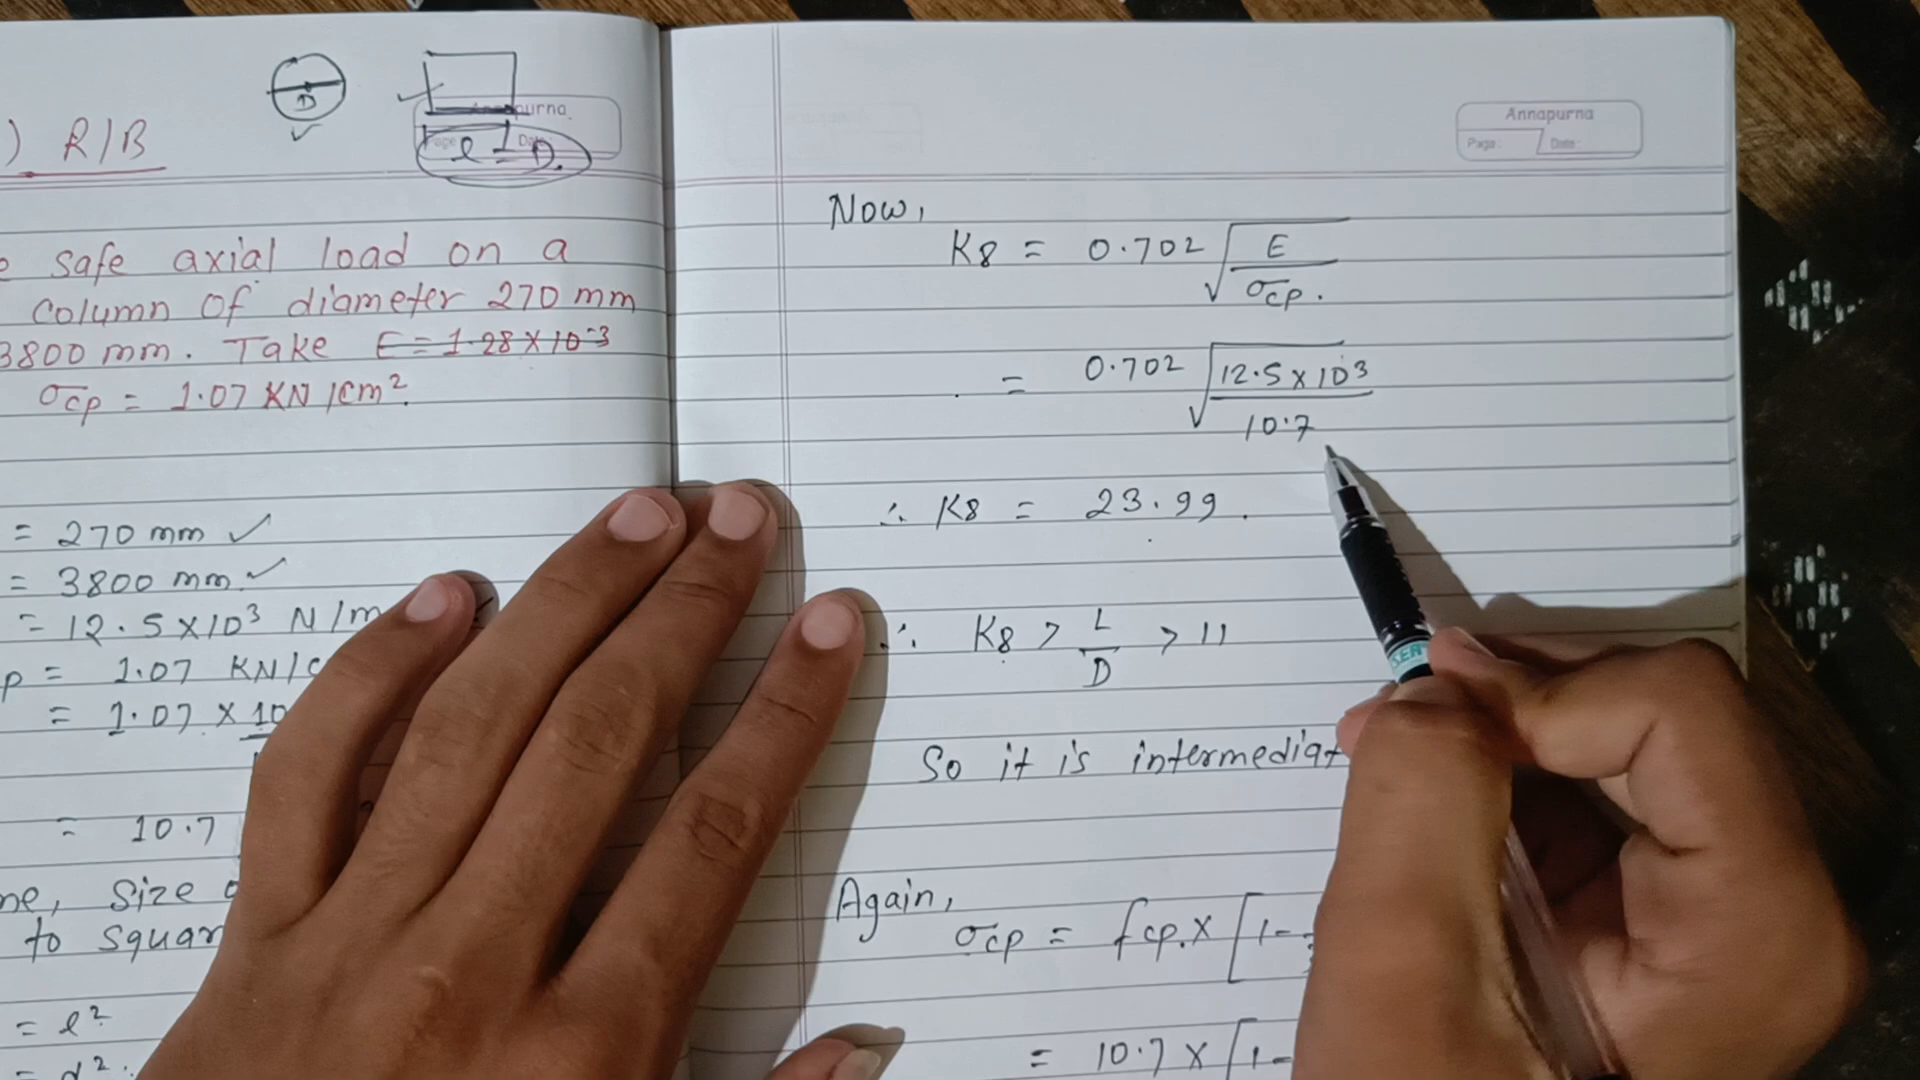 D
Annapurna
Date:
l = D.
) R/B
safe axial load on a
column of diameter 270 mm
3800 mm. Take E = 1.28 × 10⁻³
σcp = 1.07 KN/cm².
= 270 mm ✓
= 3800 mm. ✓
= 12.5 × 10³ N/m
p = 1.07 KN/c
= 1.07 × 10
= 10.7
ne, size
to squar
= l²
= d².
Annapurna
Page: Date:
Now,
K8 = 0.702 √(E/σcp.)
= 0.702 √(12.5 × 10³/10.7)
∴ K8 = 23.99.
∴ K8 > L/D > 11
So it is intermediat
Again,
σcp = fcp. × [1 -
= 10.7 × [1 -
SER